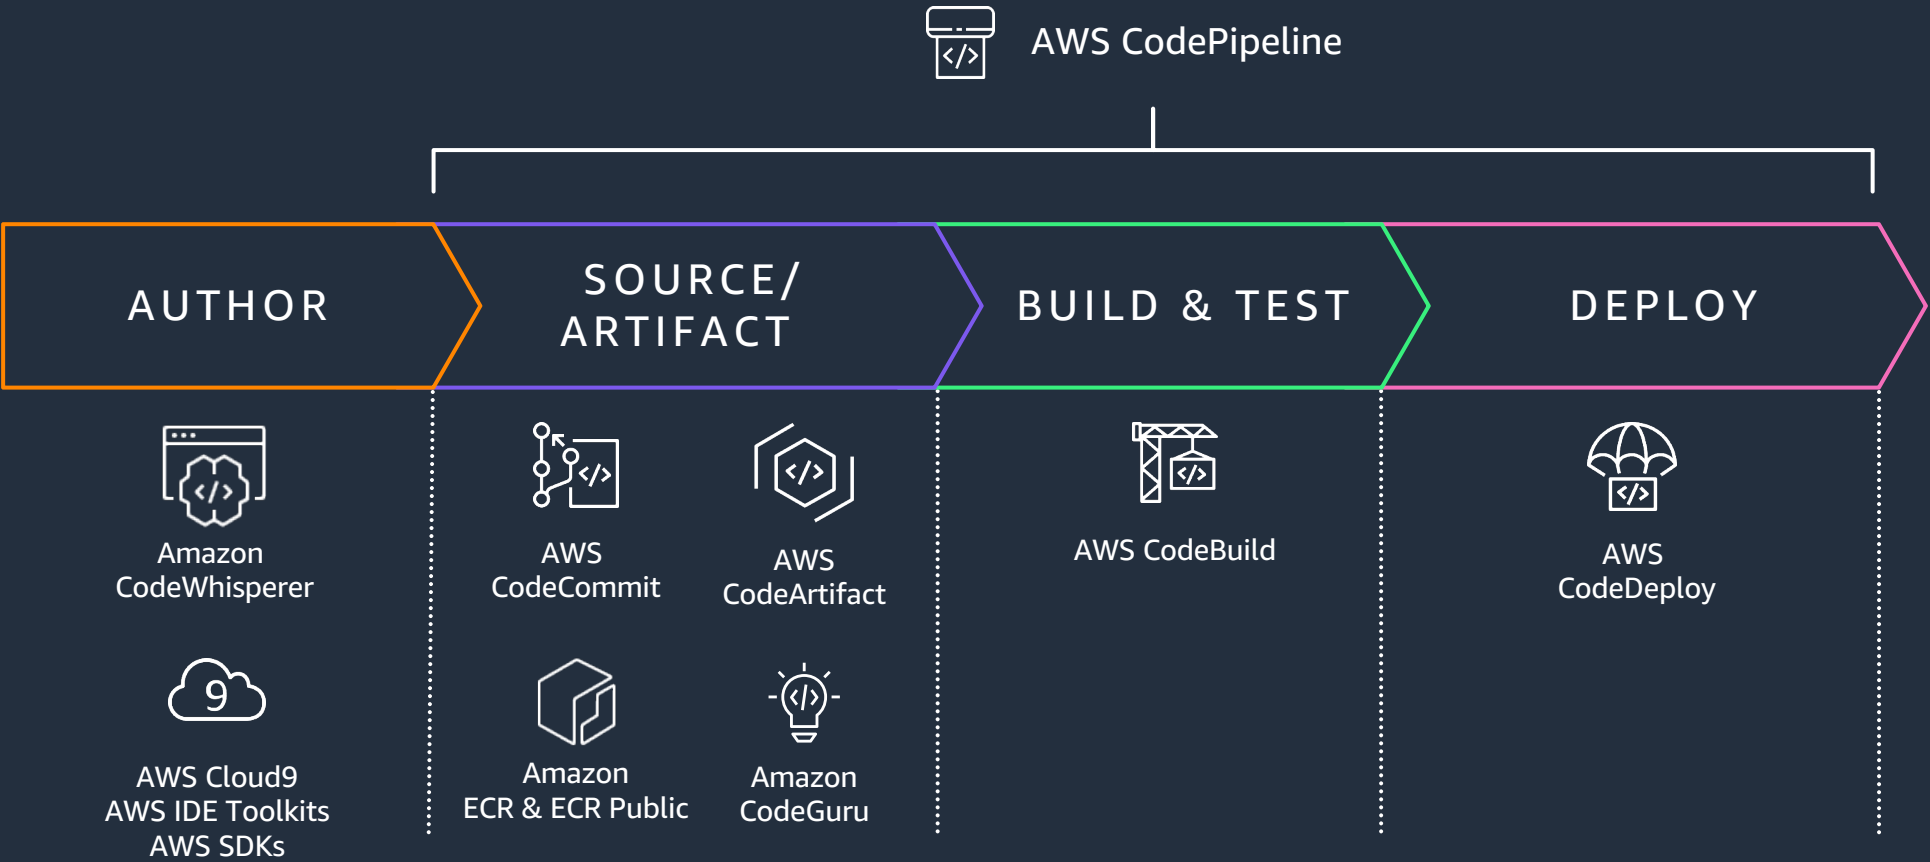 AWS CodePipeline
AUTHOR
SOURCE/
ARTIFACT
BUILD & TEST
DEPLOY
Amazon
CodeWhisperer
9
AWS Cloud9
AWS IDE Toolkits
AWS SDKs
AWS
CodeCommit
AWS
CodeArtifact
Amazon
ECR & ECR Public
Amazon
CodeGuru
AWS CodeBuild
AWS
CodeDeploy